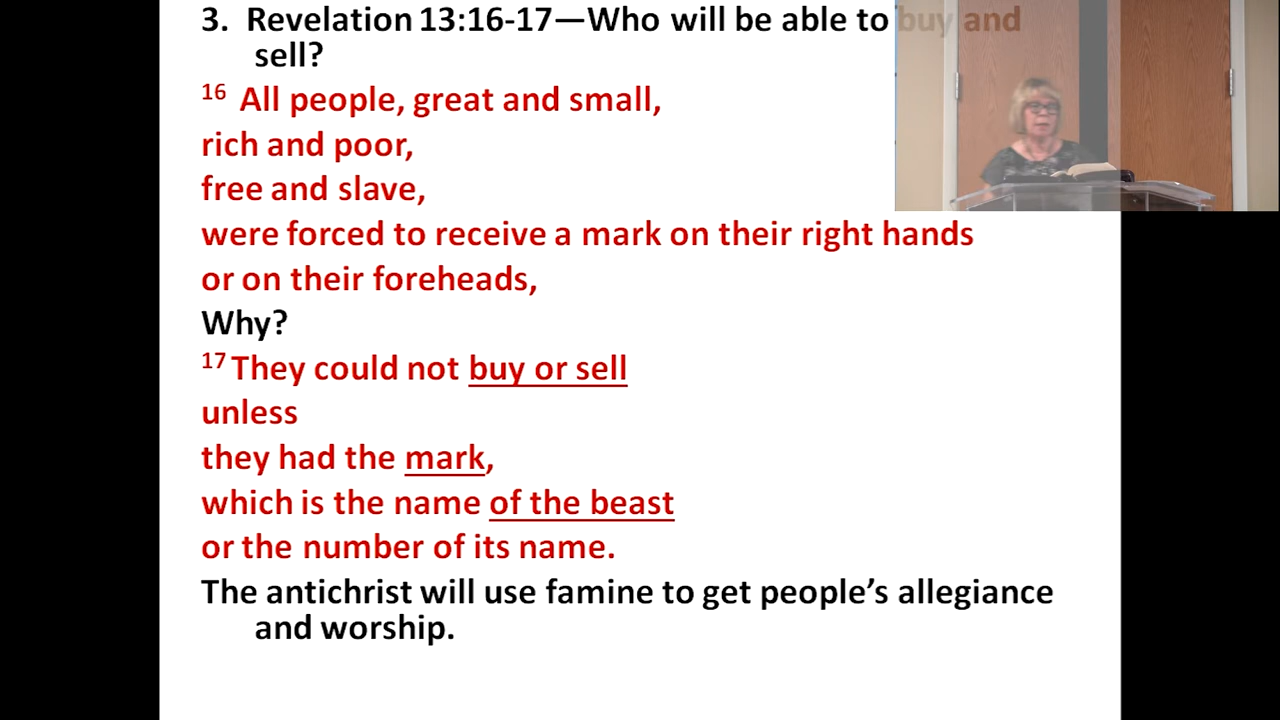 3. Revelation 13:16-17—Who will be able to buy and
sell?
16 All people, great and small,
rich and poor,
free and slave,
were forced to receive a mark on their right hands
or on their foreheads,
Why?
17 They could not buy or sell
unless
they had the mark,
which is the name of the beast
or the number of its name.
The antichrist will use famine to get people’s allegiance
and worship.